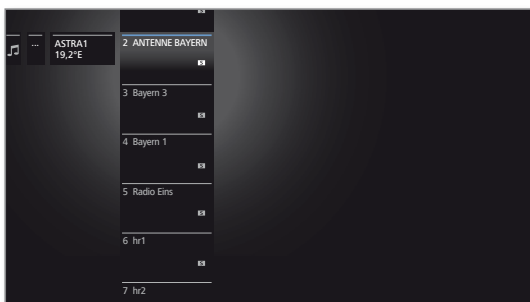 S
... ASTRA1
19,2°E
2 ANTENNE BAYERN
S
3 Bayern 3
S
4 Bayern 1
S
5 Radio Eins
S
6 hr1
S
7 hr2